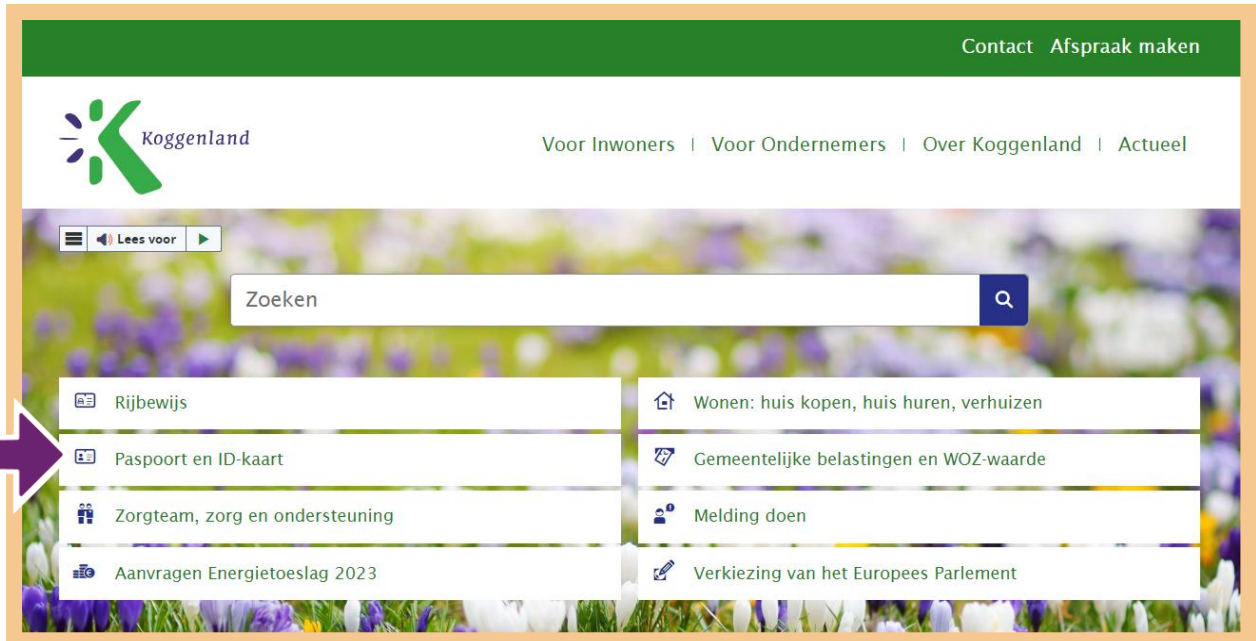 Contact Afspraak maken
Koggenland
Voor Inwoners | Voor Ondernemers | Over Koggenland | Actueel
Lees voor
Zoeken
Rijbewijs
Wonen: huis kopen, huis huren, verhuizen
Paspoort en ID-kaart
Gemeentelijke belastingen en WOZ-waarde
Zorgteam, zorg en ondersteuning
Melding doen
Aanvragen Energietoeslag 2023
Verkiezing van het Europees Parlement